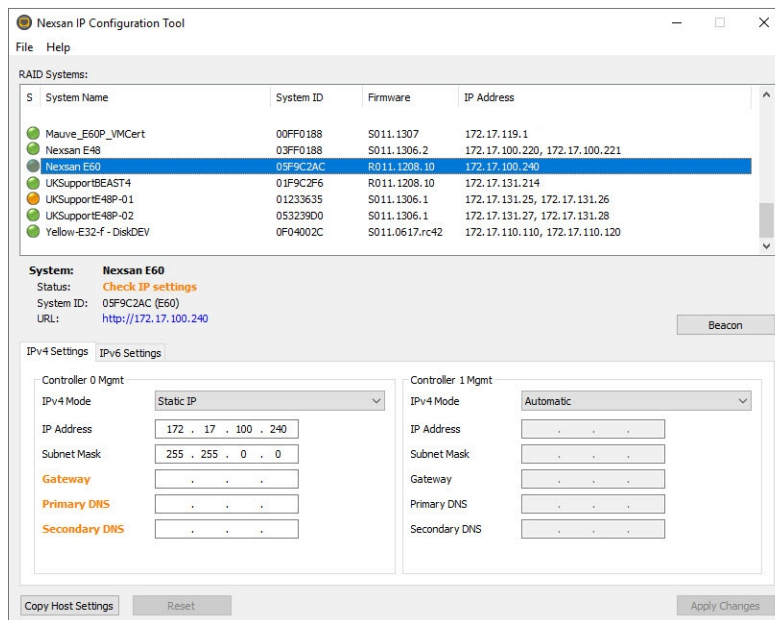 Nexsan IP Configuration Tool
File Help
RAID Systems:
S System Name System ID Firmware IP Address
Mauve_E60P_VMCert 00FF0188 S011.1307 172.17.119.1
Nexsan E48 03FF0188 S011.1306.2 172.17.100.220, 172.17.100.221
Nexsan E60 05F9C2AC R011.1208.10 172.17.100.240
UKSupportBEAST4 01F9C2F6 R011.1208.10 172.17.131.214
UKSupportE48P-01 01233635 S011.1306.1 172.17.131.25, 172.17.131.26
UKSupportE48P-02 053239D0 S011.1306.1 172.17.131.27, 172.17.131.28
Yellow-E32-f - DiskDEV 0F04002C S011.0617.rc42 172.17.110.110, 172.17.110.120
System: Nexsan E60
Status: Check IP settings
System ID: 05F9C2AC (E60)
URL: http://172.17.100.240
Beacon
IPv4 Settings IPv6 Settings
Controller 0 Mgmt
IPv4 Mode Static IP
IP Address 172 . 17 . 100 . 240
Subnet Mask 255 . 255 . 0 . 0
Gateway . . .
Primary DNS . . .
Secondary DNS . . .
Controller 1 Mgmt
IPv4 Mode Automatic
IP Address . . .
Subnet Mask . . .
Gateway . . .
Primary DNS . . .
Secondary DNS . . .
Copy Host Settings Reset Apply Changes